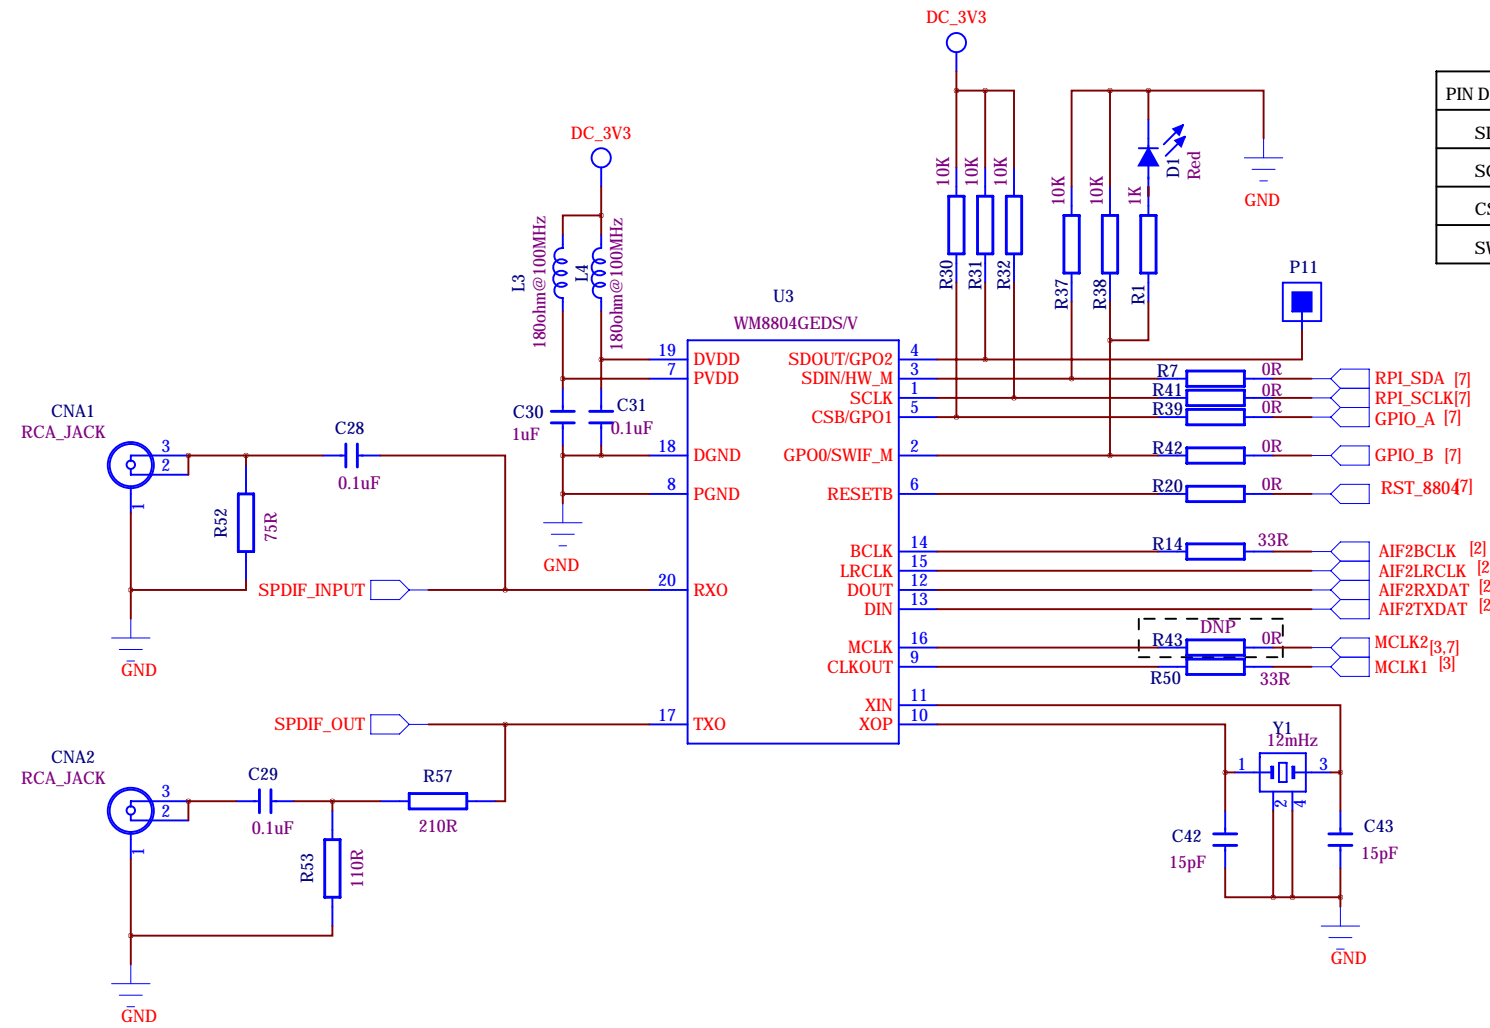 DC_3V3
PIN D
SI
SC
CS
SW
DC_3V3
10K
10K
10K
10K
10K
1K
D1
Red
GND
R30
R31
R32
R37
R38
R1
P11
L3
180ohm@100MHz
L4
180ohm@100MHz
U3
WM8804GEDS/V
19 DVDD
7 PVDD
18 DGND
8 PGND
20 RXO
17 TXO
SDOUT/GPO2 4
SDIN/HW_M 3
SCLK 1
CSB/GPO1 5
GPO0/SWIF_M 2
RESETB 6
BCLK 14
LRCLK 15
DOUT 12
DIN 13
MCLK 16
CLKOUT 9
XIN 11
XOP 10
R7 0R RPI_SDA [7]
R41 0R RPI_SCLK[7]
R39 0R GPIO_A [7]
R42 0R GPIO_B [7]
R20 0R RST_8804[7]
R14 33R AIF2BCLK [2]
AIF2LRCLK [2
AIF2RXDAT [2
AIF2TXDAT [2
DNP
R43 0R MCLK2[3,7]
R50 33R MCLK1 [3]
C30
1uF
C31
0.1uF
GND
CNA1
RCA_JACK
3
2
1
C28
0.1uF
R52
75R
SPDIF_INPUT
GND
SPDIF_OUT
CNA2
RCA_JACK
3
2
1
C29
0.1uF
R57
210R
R53
110R
GND
Y1
12mHz
1
3
2
4
C42
15pF
C43
15pF
GND